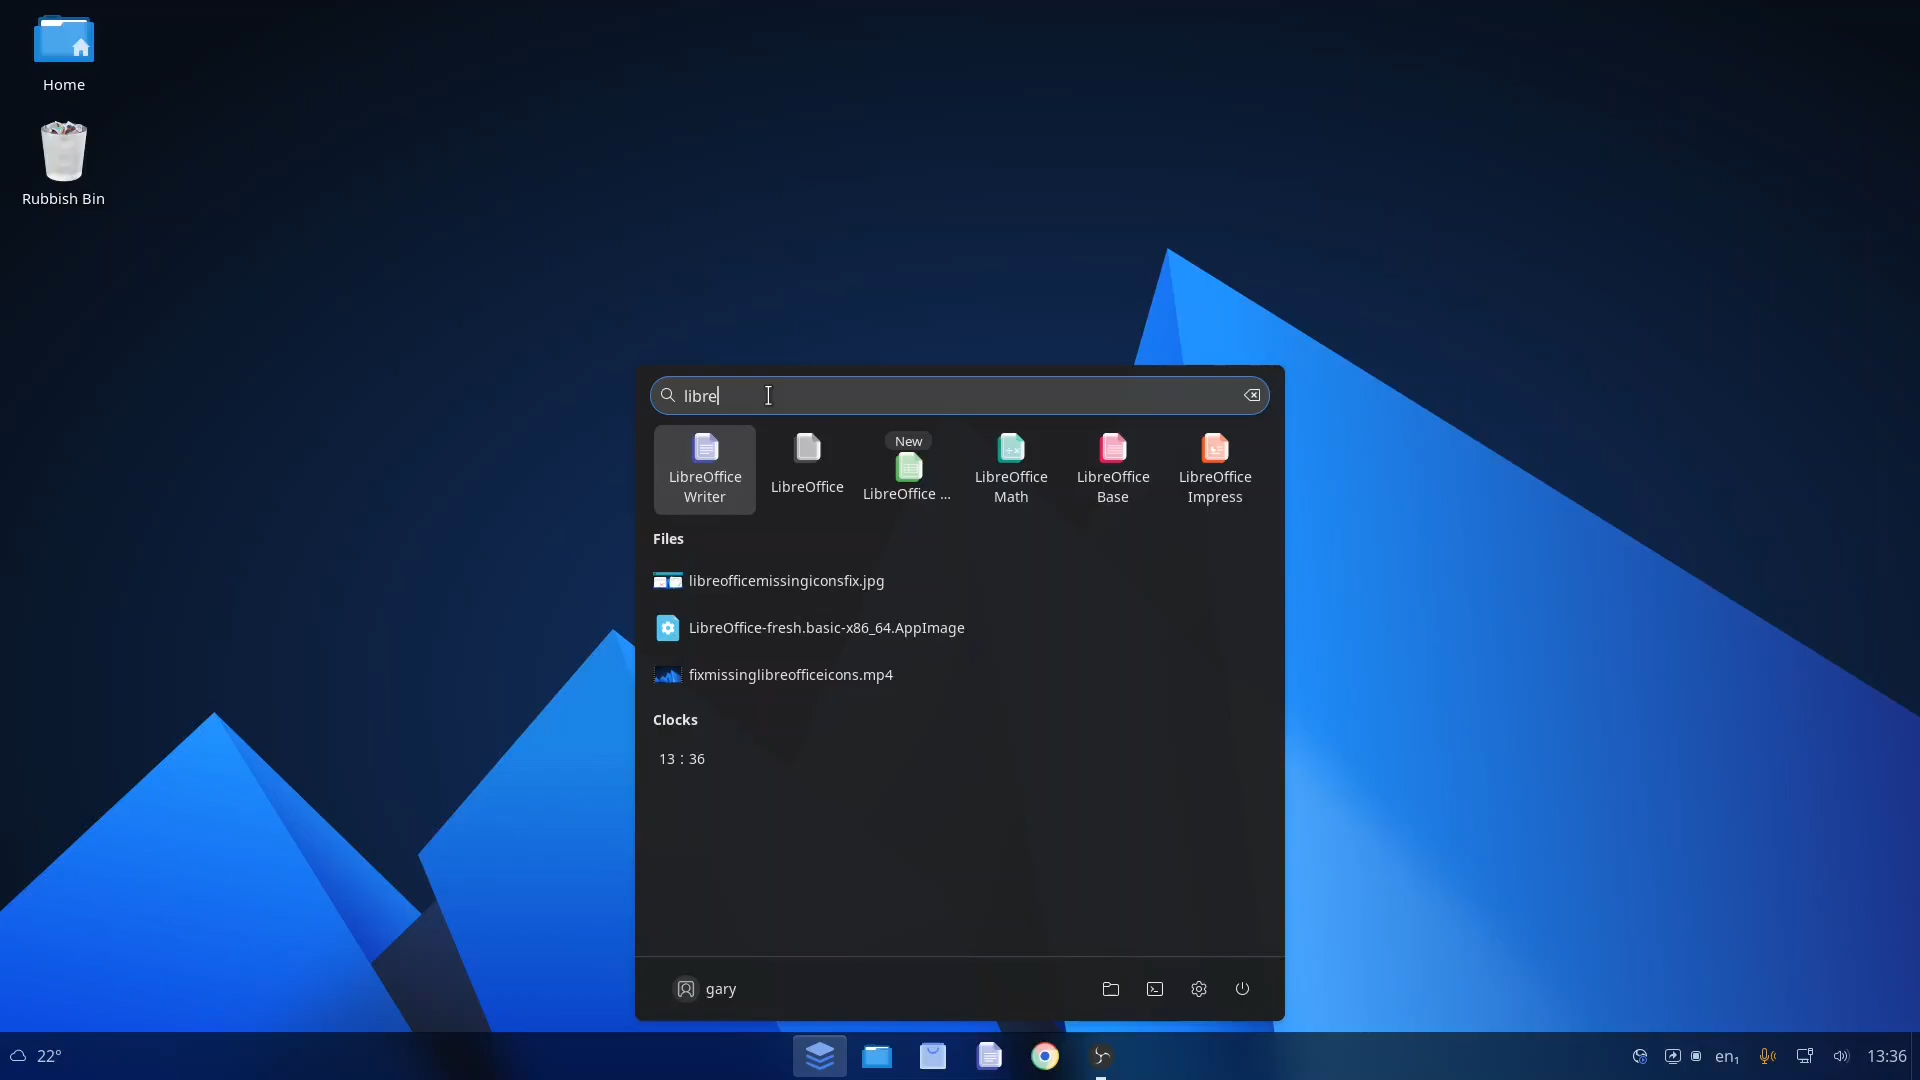 Home
Rubbish Bin
libre
New
LibreOffice
Writer
LibreOffice
LibreOffice ...
LibreOffice
Math
LibreOffice
Base
LibreOffice
Impress
Files
libreofficemissingiconsfix.jpg
LibreOffice-fresh.basic-x86_64.AppImage
fixmissinglibreofficeicons.mp4
Clocks
13 : 36
gary
22°
en₁
13:36